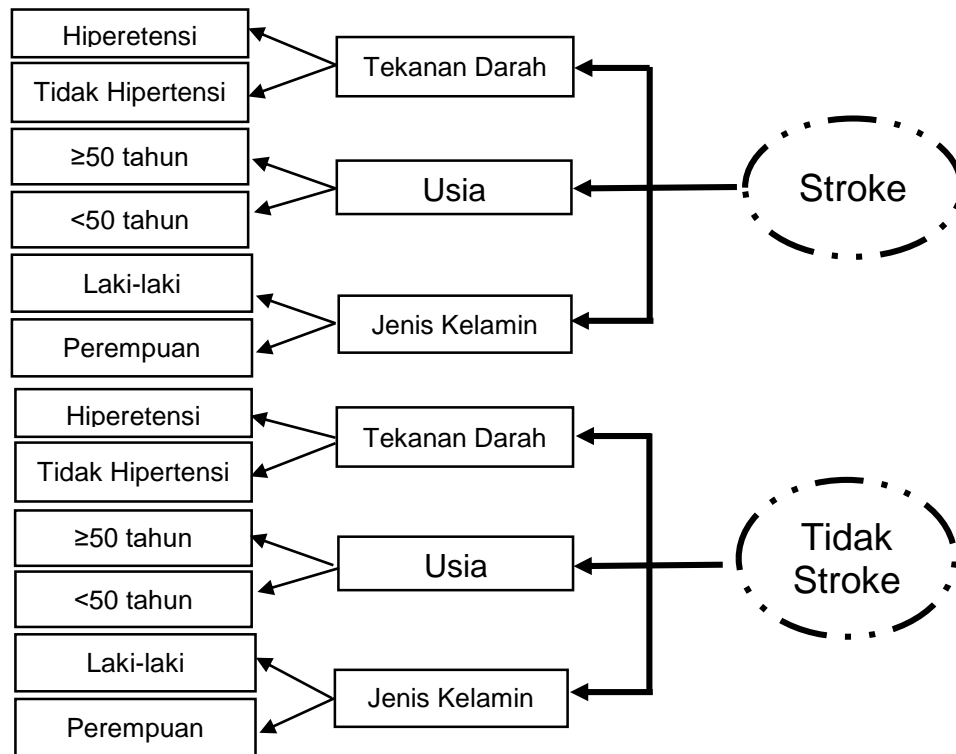 Hiperetensi
Tidak Hipertensi
Tekanan Darah
≥50 tahun
<50 tahun
Usia
Stroke
Laki-laki
Perempuan
Jenis Kelamin
Hiperetensi
Tidak Hipertensi
Tekanan Darah
≥50 tahun
<50 tahun
Usia
Tidak
Stroke
Laki-laki
Perempuan
Jenis Kelamin